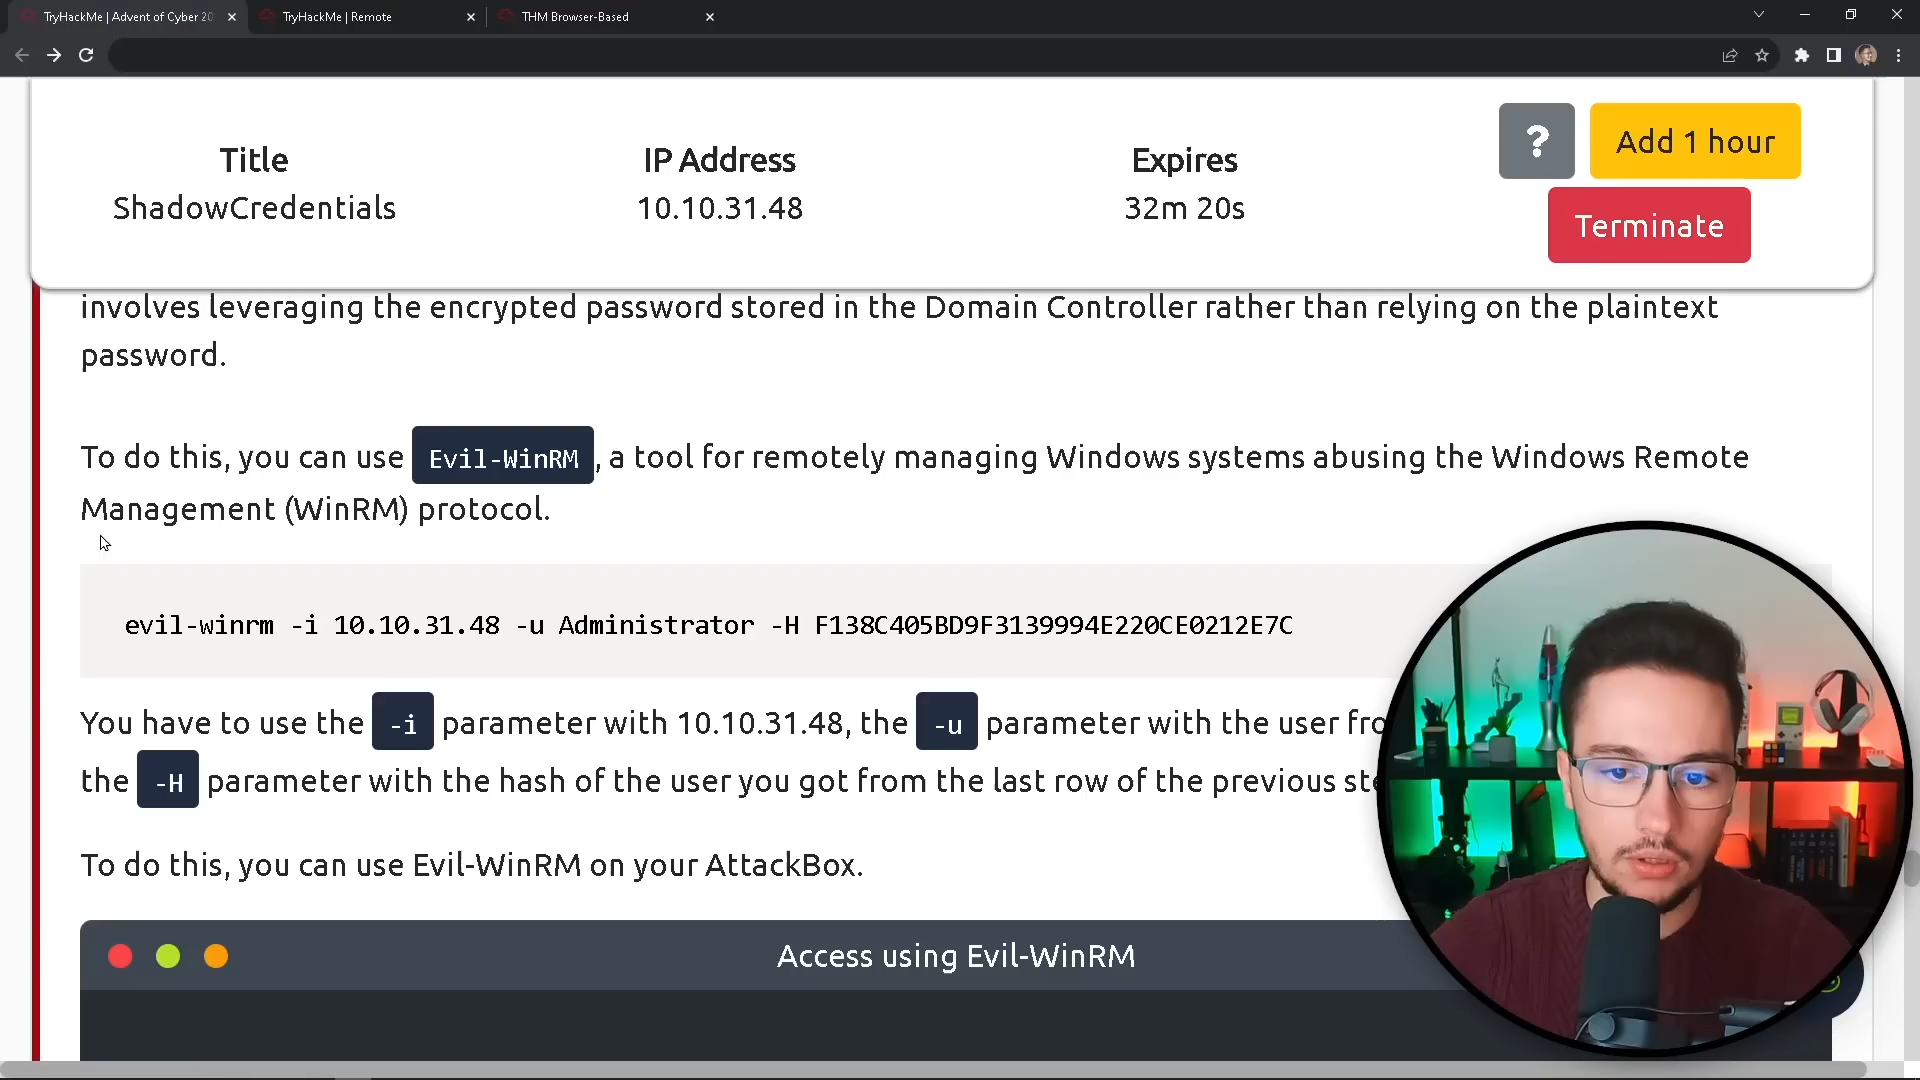 TryHackMe | Advent of Cyber 20
TryHackMe | Remote
THM Browser-Based
Title
IP Address
Expires
? Add 1 hour
ShadowCredentials
10.10.31.48
32m 20s
Terminate
involves leveraging the encrypted password stored in the Domain Controller rather than relying on the plaintext
password.
To do this, you can use Evil-WinRM, a tool for remotely managing Windows systems abusing the Windows Remote
Management (WinRM) protocol.
evil-winrm -i 10.10.31.48 -u Administrator -H F138C405BD9F3139994E220CE0212E7C
You have to use the -i parameter with 10.10.31.48, the -u parameter with the user
the -H parameter with the hash of the user you got from the last row of the previous
To do this, you can use Evil-WinRM on your AttackBox.
Access using Evil-WinRM